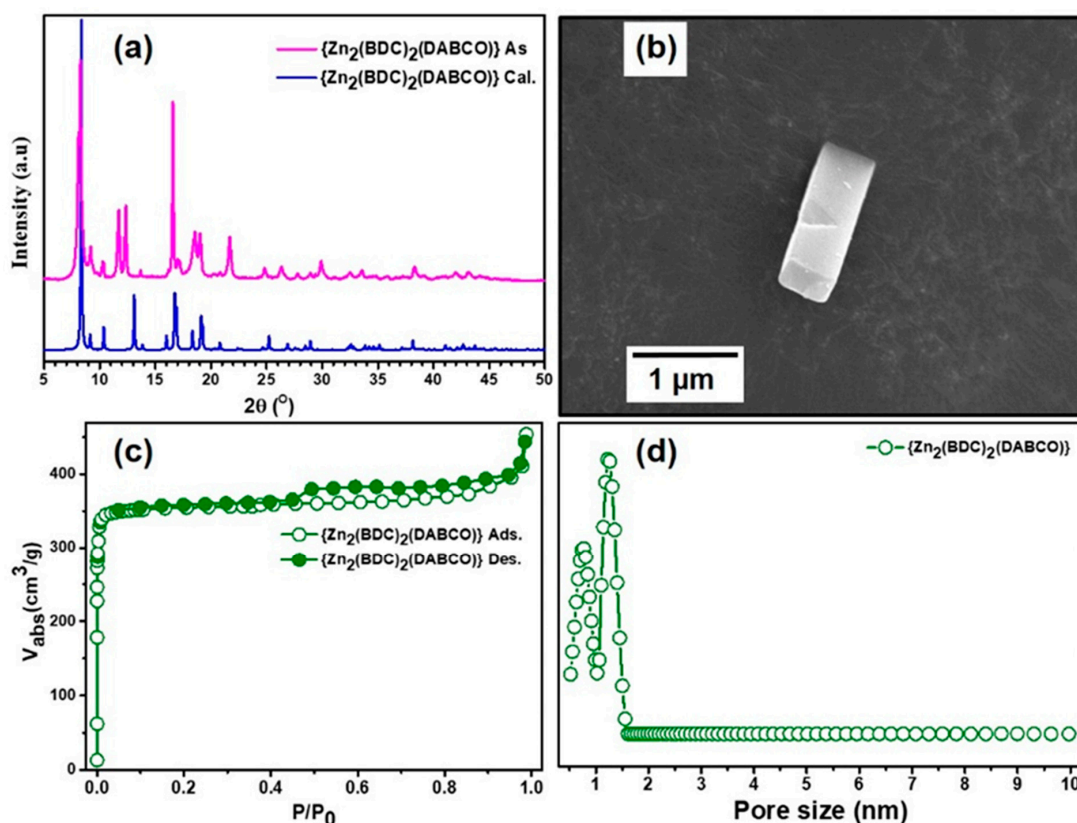 (a)
{Zn2(BDC)2(DABCO)} As
{Zn2(BDC)2(DABCO)} Cal.
Intensity (a.u)
5 10 15 20 25 30 35 40 45 50
2θ (O)
(b)
1 μm
(c)
400
300
200
100
0
Vabs(cm3/g)
{Zn2(BDC)2(DABCO)} Ads.
{Zn2(BDC)2(DABCO)} Des.
0.0 0.2 0.4 0.6 0.8 1.0
P/P0
(d)
{Zn2(BDC)2(DABCO)}
1 2 3 4 5 6 7 8 9 10
Pore size (nm)